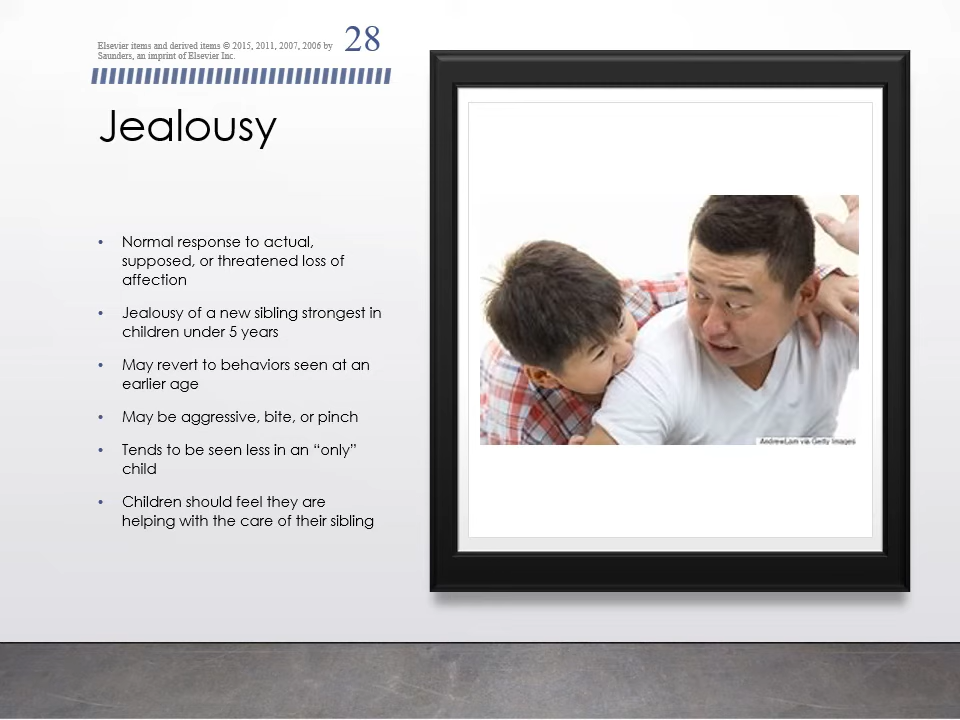 Elsevier items and derived items © 2015, 2011, 2007, 2006 by
Saunders, an imprint of Elsevier Inc.
28
Jealousy
• Normal response to actual,
supposed, or threatened loss of
affection
• Jealousy of a new sibling strongest in
children under 5 years
• May revert to behaviors seen at an
earlier age
• May be aggressive, bite, or pinch
• Tends to be seen less in an “only”
child
• Children should feel they are
helping with the care of their sibling
AndrewLam via Getty Images